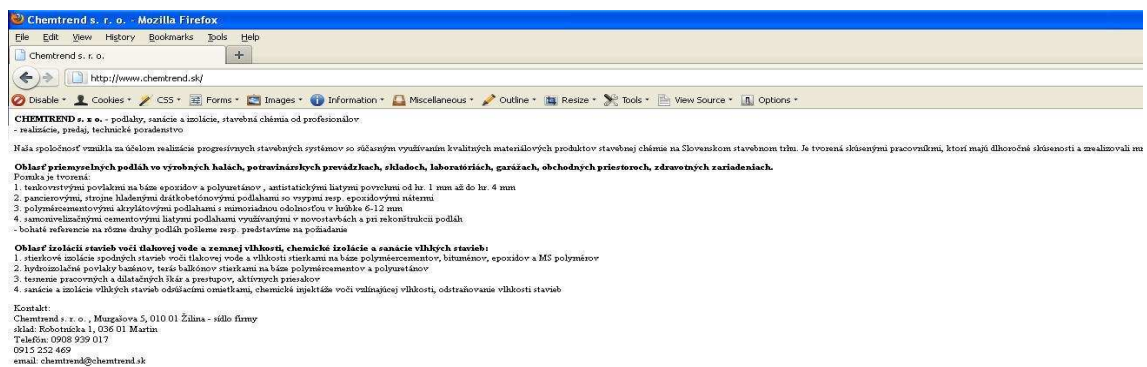 Chemtrend s. r. o. - Mozilla Firefox
File Edit View History Bookmarks Tools Help
Chemtrend s. r. o. +
http://www.chemtrend.sk/
Disable Cookies CSS Forms Images Information Miscellaneous Outline Resize Tools View Source Options
CHEMTREND s. r. o. - podlahy, sanácie a izolácie, stavebná chémia od profesionálov
- realizácie, predaj, technické poradenstvo
Naša spoločnosť vznikla za účelom realizácie progresívnych stavebných systémov so súčasným využívaním kvalitných materiálových produktov stavebnej chémie na Slovenskom stavebnom trhu. Je tvorená skúsenými pracovníkmi, ktorí majú dlhoročné skúsenosti a zrealizovali
Oblasť priemyselných podláh vo výrobných halách, potravinárskych prevádzkach, skladoch, laboratóriách, garážach, obchodných priestoroch, zdravotných zariadeniach.
Ponuka je tvorená:
1. tenkovrstvými povlakmi na báze epoxidov a polyuretánov , antistatickými liatymi povrchmi od hr. 1 mm až do hr. 4 mm
2. pancierovými, strojne hladenými drátkobetónovými podlahami so vsypmi resp. epoxidovými nátermi
3. polymércementovými akrylátovými podlahami s mimoriadnou odolnosťou v hrúbke 6-12 mm
4. samonivelizačnými cementovými liatymi podlahami využívanými v novostavbách a pri rekonštrukcii podláh
- bohaté referencie na rôzne druhy podláh pošleme resp. predstavíme na požiadanie
Oblasť izolácií stavieb voči tlakovej vode a zemnej vlhkosti, chemické izolácie a sanácie vlhkých stavieb:
1. stierkové izolácie spodných stavieb voči tlakovej vode a vlhkosti stierkami na báze polyméercementov, bituménov, epoxidov a MS polymérov
2. hydroizolačné povlaky bazénov, terás balkónov stierkami na báze polymércementov a polyuretánov
3. tesnenie pracovných a dilatačných škár a prestupov, aktívnych priesakov
4. sanácie a izolácie vlhkých stavieb odsúšacími omietkami, chemické injektáže voči vzlínajúcej vlhkosti, odstraňovanie vlhkosti stavieb
Kontakt:
Chemtrend s. r. o. , Murgašova 5, 010 01 Žilina - sídlo firmy
sklad: Robotnícka 1, 036 01 Martin
Telefón: 0908 939 017
0915 252 469
email: chemtrend@chemtrend.sk